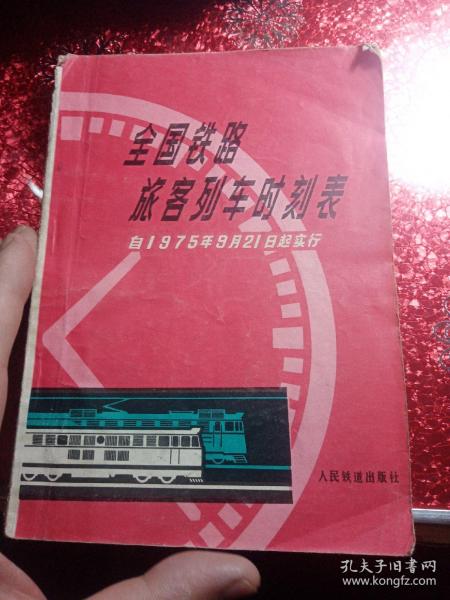 全国铁路
旅客列车时刻表
自1975年9月21日起实行
人民铁道出版社
孔夫子旧书网
www.kongfz.com